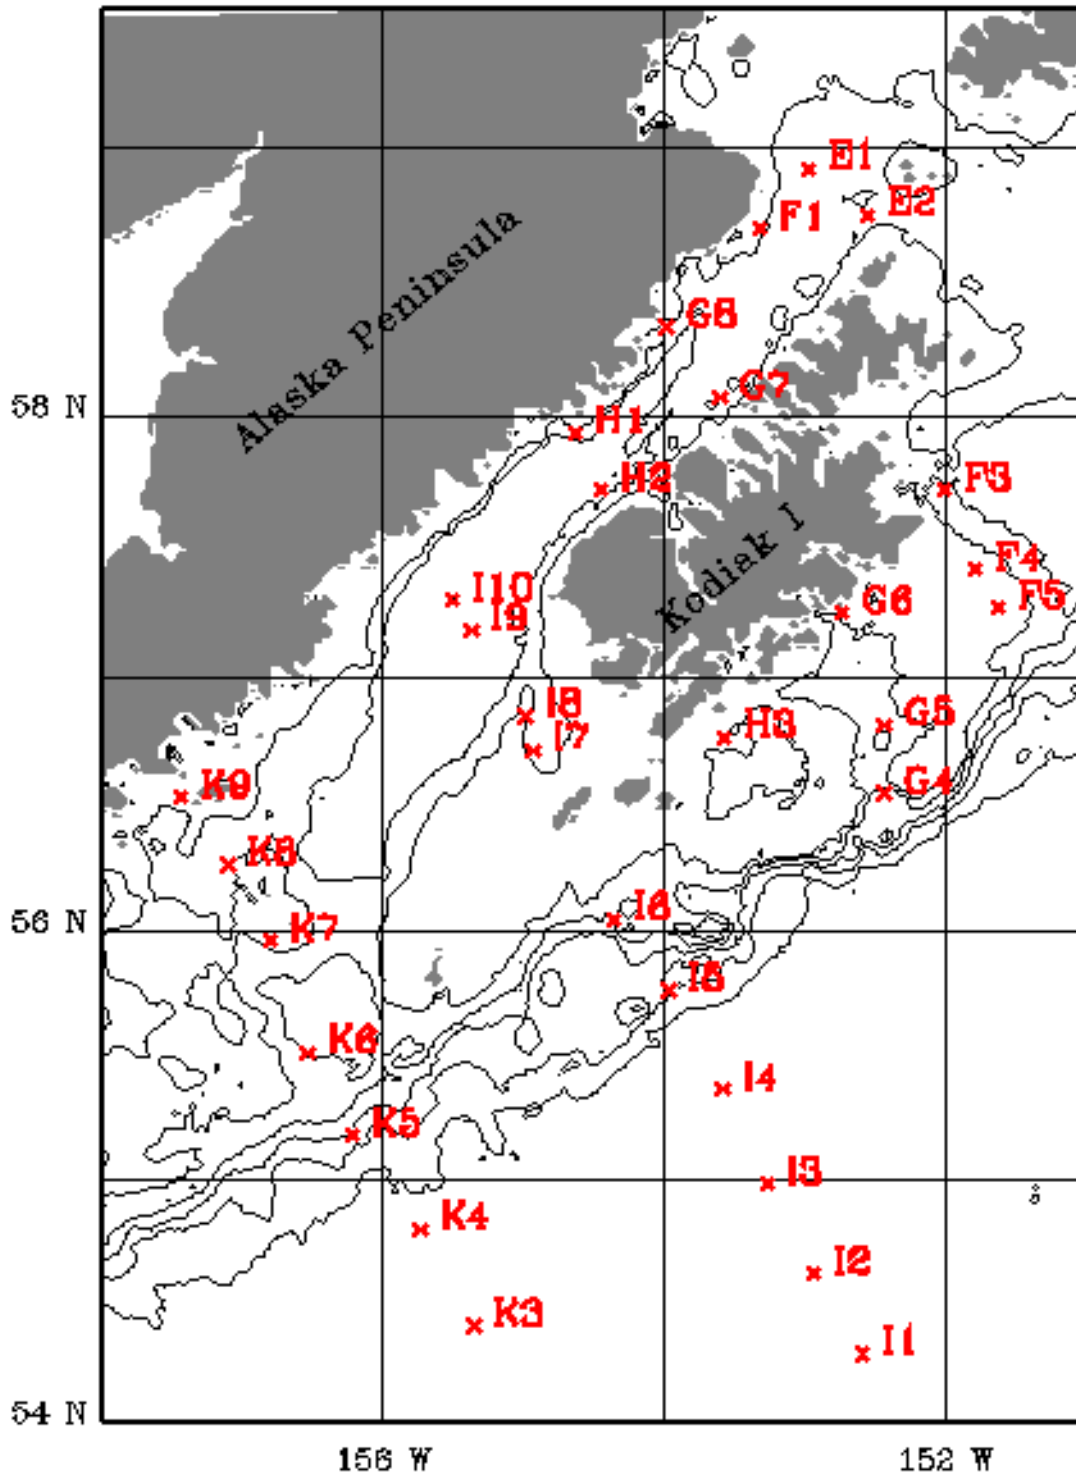 E1
E2
F1
Alaska Peninsula
G8
G7
58 N
H1
H2
F3
Kodiak I
F4
I10
F5
G6
I9
I8
G5
I7
H3
K9
G4
K8
I6
56 N
K7
I5
K6
I4
K5
I3
K4
I2
K3
I1
54 N
156 W
152 W